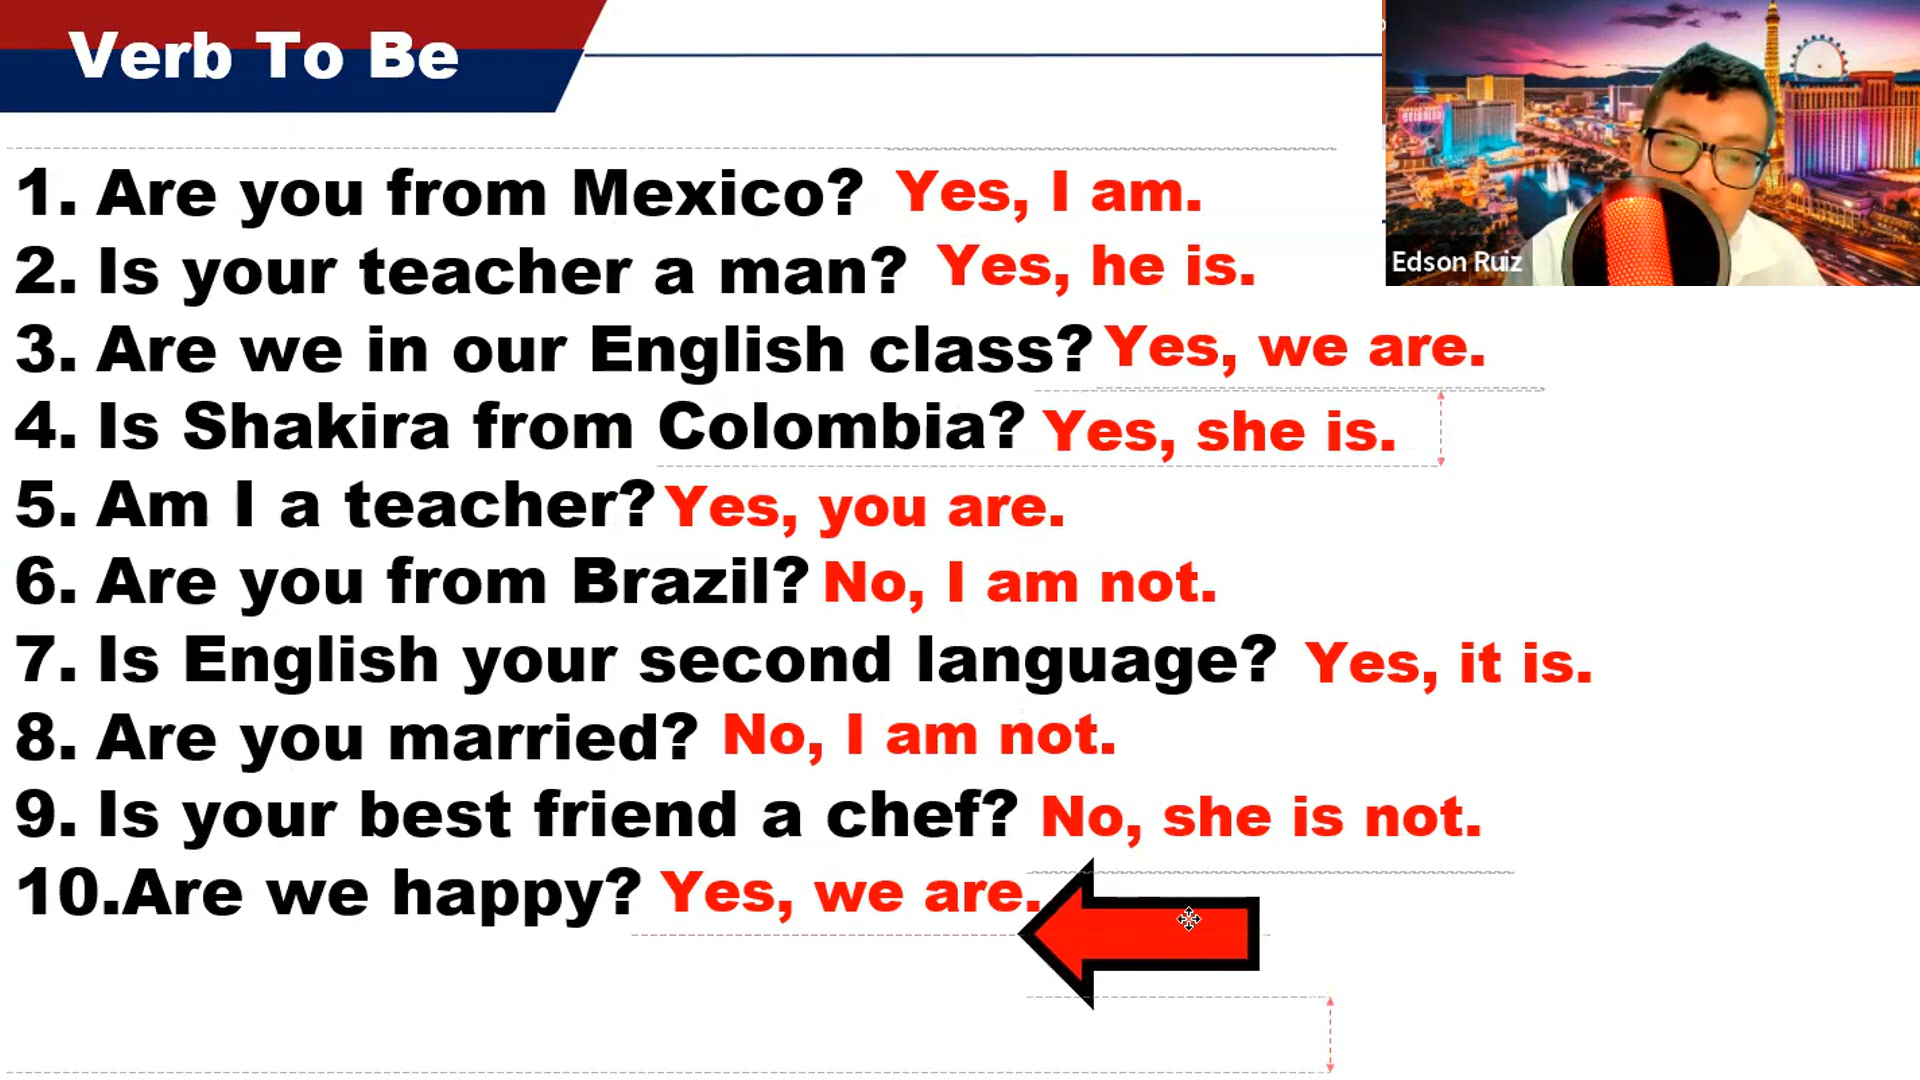 Verb To Be
1. Are you from Mexico? Yes, I am.
2. Is your teacher a man? Yes, he is.
3. Are we in our English class? Yes, we are.
4. Is Shakira from Colombia? Yes, she is.
5. Am I a teacher? Yes, you are.
6. Are you from Brazil? No, I am not.
7. Is English your second language? Yes, it is.
8. Are you married? No, I am not.
9. Is your best friend a chef? No, she is not.
10.Are we happy? Yes, we are.
Edson Ruiz